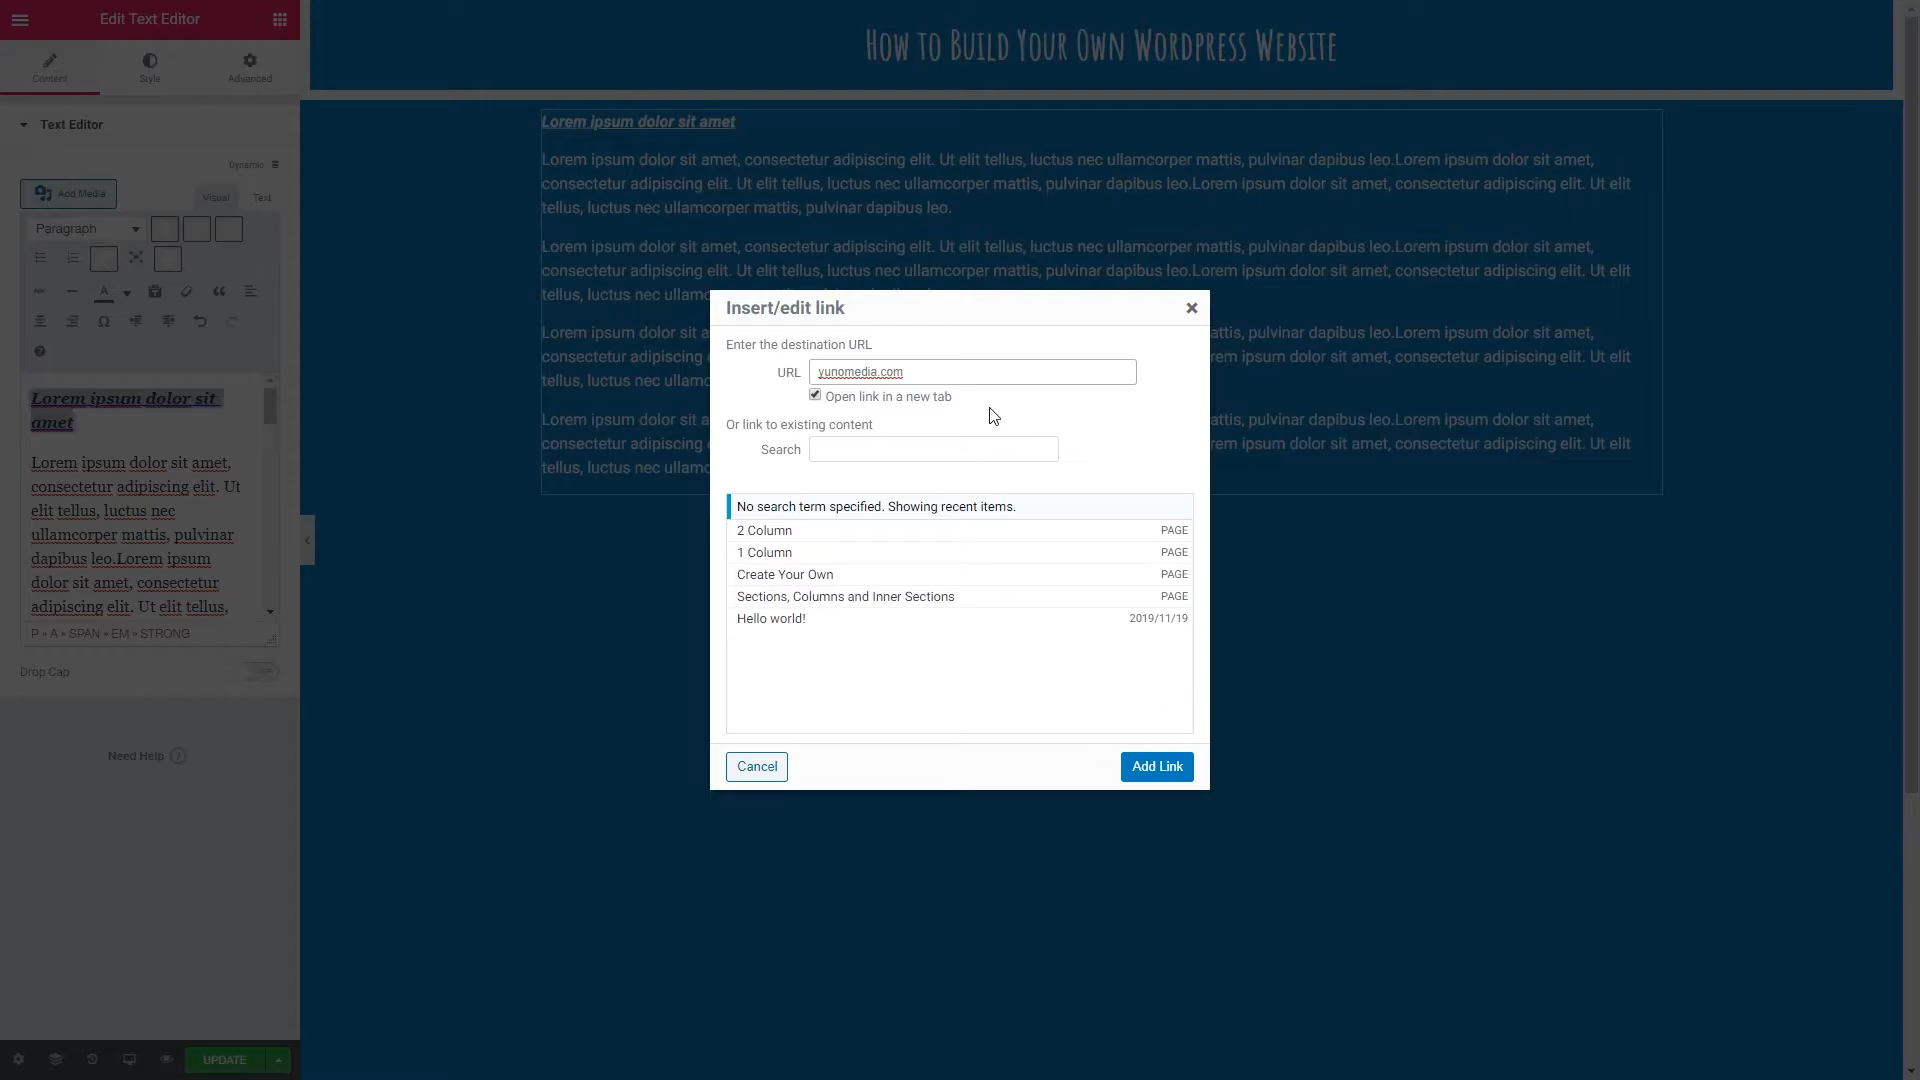 Edit Text Editor
Content
Style
Advanced
Text Editor
Dynamic
Add Media
Visual
Text
Paragraph
Lorem ipsum dolor sit
amet
Lorem ipsum dolor sit amet,
consectetur adipiscing elit. Ut
elit tellus, luctus nec
ullamcorper mattis, pulvinar
dapibus leo.Lorem ipsum
dolor sit amet, consectetur
adipiscing elit. Ut elit tellus,
P » A » SPAN » EM » STRONG
Drop Cap
Need Help ?
UPDATE
How to Build Your Own Wordpress Website
Lorem ipsum dolor sit amet
Lorem ipsum dolor sit amet, consectetur adipiscing elit. Ut elit tellus, luctus nec ullamcorper mattis, pulvinar dapibus leo.Lorem ipsum dolor sit amet,
consectetur adipiscing elit. Ut elit tellus, luctus nec ullamcorper mattis, pulvinar dapibus leo.Lorem ipsum dolor sit amet, consectetur adipiscing elit. Ut elit
tellus, luctus nec ullamcorper mattis, pulvinar dapibus leo.
Lorem ipsum dolor sit amet, consectetur adipiscing elit. Ut elit tellus, luctus nec ullamcorper mattis, pulvinar dapibus leo.Lorem ipsum dolor sit amet,
consectetur adipiscing elit. Ut elit tellus, luctus nec ullamcorper mattis, pulvinar dapibus leo.Lorem ipsum dolor sit amet, consectetur adipiscing elit. Ut elit
tellus, luctus nec
Lorem ipsum dolor sit a attis, pulvinar dapibus leo.Lorem ipsum dolor sit amet,
consectetur adipiscing rem ipsum dolor sit amet, consectetur adipiscing elit. Ut elit
tellus, luctus nec ullamc
Lorem ipsum dolor sit a attis, pulvinar dapibus leo.Lorem ipsum dolor sit amet,
consectetur adipiscing rem ipsum dolor sit amet, consectetur adipiscing elit. Ut elit
tellus, luctus nec ullamc
Insert/edit link
Enter the destination URL
URL yunomedia.com
Open link in a new tab
Or link to existing content
Search
No search term specified. Showing recent items.
2 Column PAGE
1 Column PAGE
Create Your Own PAGE
Sections, Columns and Inner Sections PAGE
Hello world! 2019/11/19
Cancel
Add Link